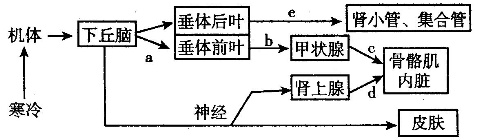 垂体后叶 e 肾小管、集合管
机体 下丘脑
a 垂体前叶 b 甲状腺 c 骨骼肌
内脏
肾上腺 d
寒冷 神经
皮肤